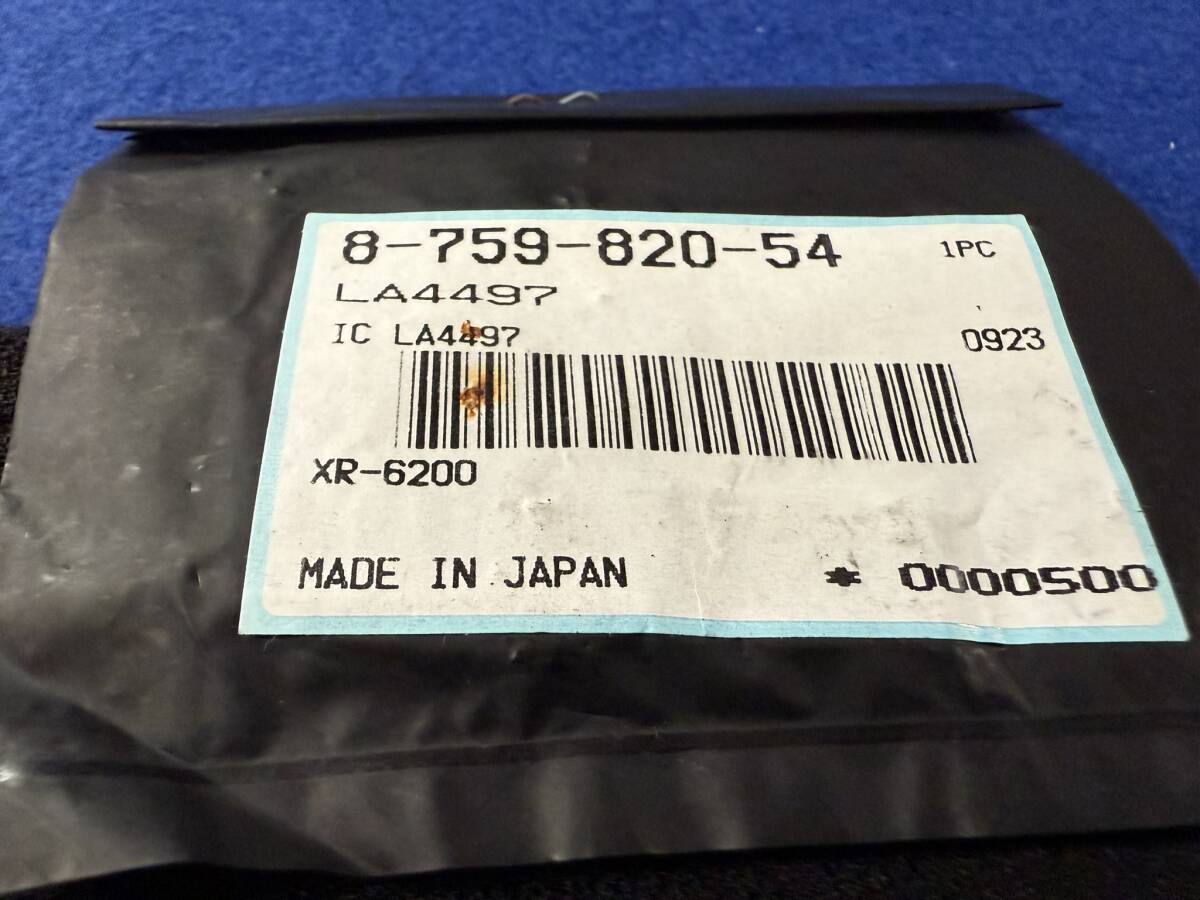 8-759-820-54 1PC
LA4497
IC LA4497 0923
XR-6200
MADE IN JAPAN * 0000500